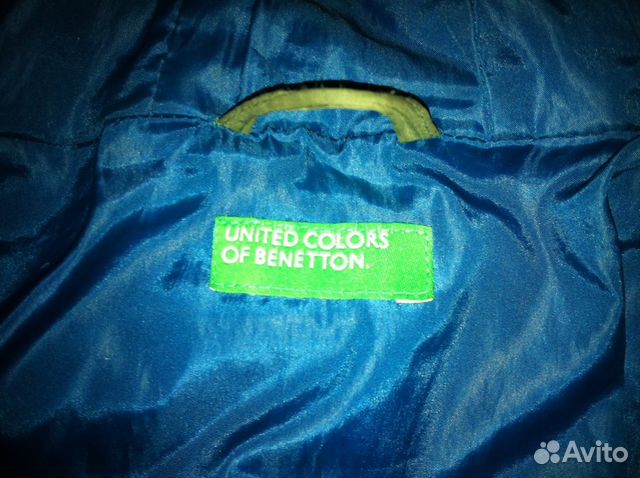 UNITED COLORS
OF BENETTON.
Avito